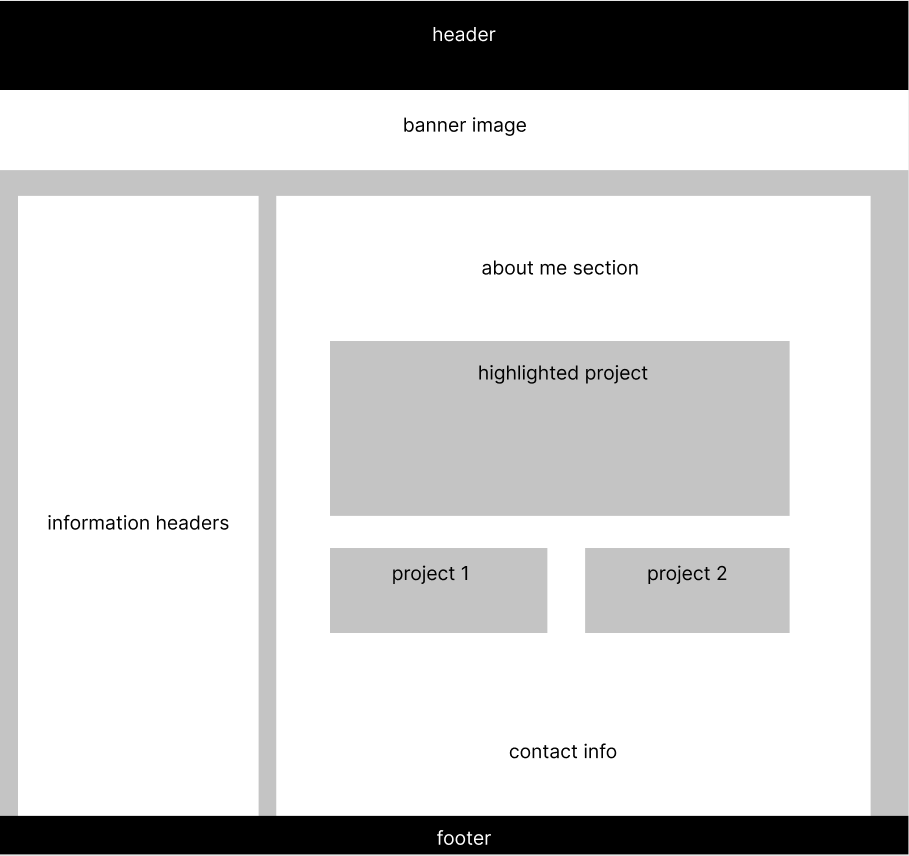 header
banner image
about me section
highlighted project
information headers
project 1
project 2
contact info
footer